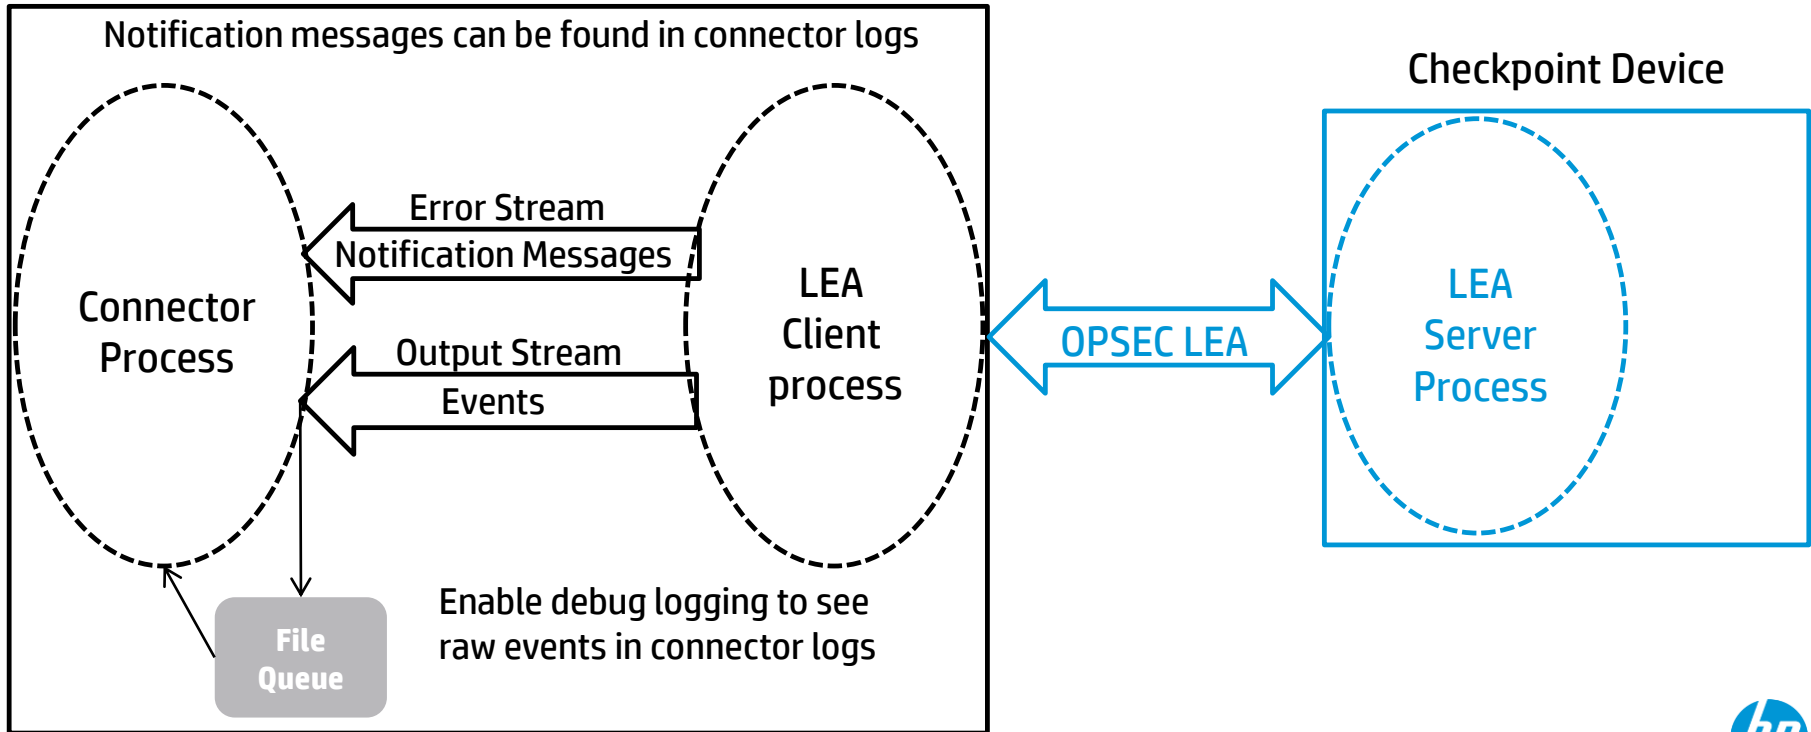 Notification messages can be found in connector logs
Checkpoint Device
Error Stream
Notification Messages
Connector
Process
Output Stream
Events
LEA
Client
process
OPSEC LEA
LEA
Server
Process
File
Queue
Enable debug logging to see
raw events in connector logs
hp